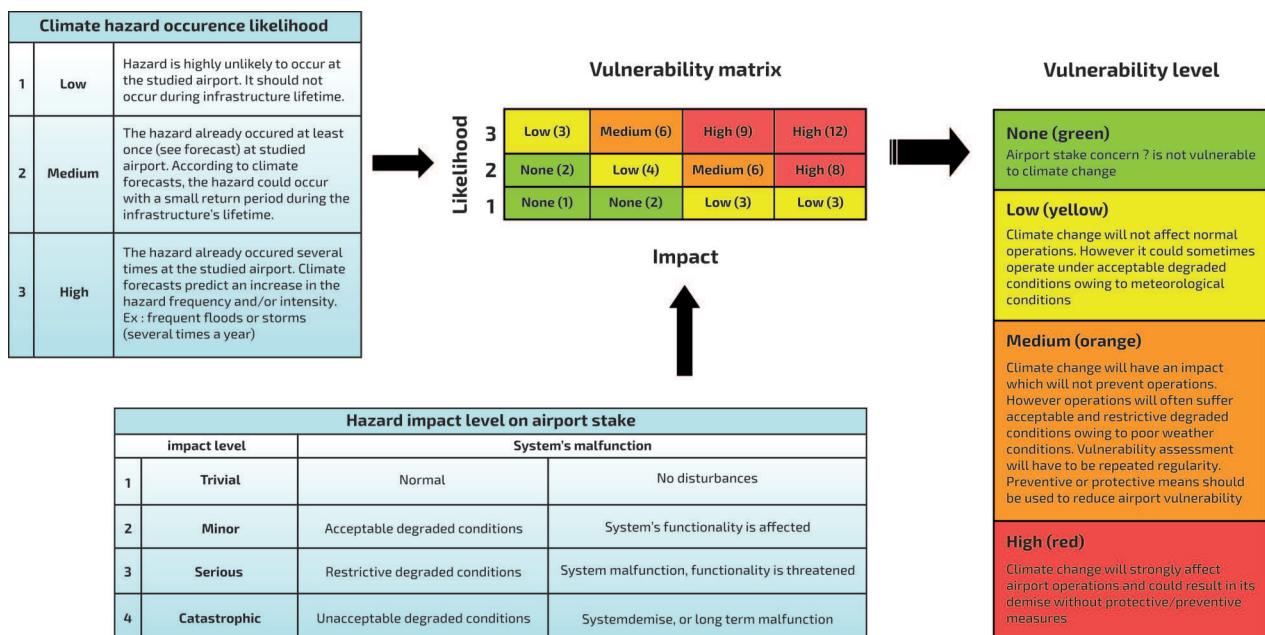 Climate hazard occurence likelihood
1
Low
Hazard is highly unlikely to occur at
the studied airport. It should not
occur during infrastructure lifetime.
2
Medium
The hazard already occured at least
once (see forecast) at studied
airport. According to climate
forecasts, the hazard could occur
with a small return period during the
infrastructure's lifetime.
3
High
The hazard already occured several
times at the studied airport. Climate
forecasts predict an increase in the
hazard frequency and/or intensity.
Ex : frequent floods or storms
(several times a year)
Vulnerability matrix
Likelihood
3 Low (3) Medium (6) High (9) High (12)
2 None (2) Low (4) Medium (6) High (8)
1 None (1) None (2) Low (3) Low (3)
Impact
Hazard impact level on airport stake
impact level System's malfunction
1 Trivial Normal No disturbances
2 Minor Acceptable degraded conditions System's functionality is affected
3 Serious Restrictive degraded conditions System malfunction, functionality is threatened
4 Catastrophic Unacceptable degraded conditions Systemdemise, or long term malfunction
Vulnerability level
None (green)
Airport stake concern ? is not vulnerable
to climate change
Low (yellow)
Climate change will not affect normal
operations. However it could sometimes
operate under acceptable degraded
conditions owing to meteorological
conditions
Medium (orange)
Climate change will have an impact
which will not prevent operations.
However operations will often suffer
acceptable and restrictive degraded
conditions owing to poor weather
conditions. Vulnerability assessment
will have to be repeated regularity.
Preventive or protective means should
be used to reduce airport vulnerability
High (red)
Climate change will strongly affect
airport operations and could result in its
demise without protective/preventive
measures